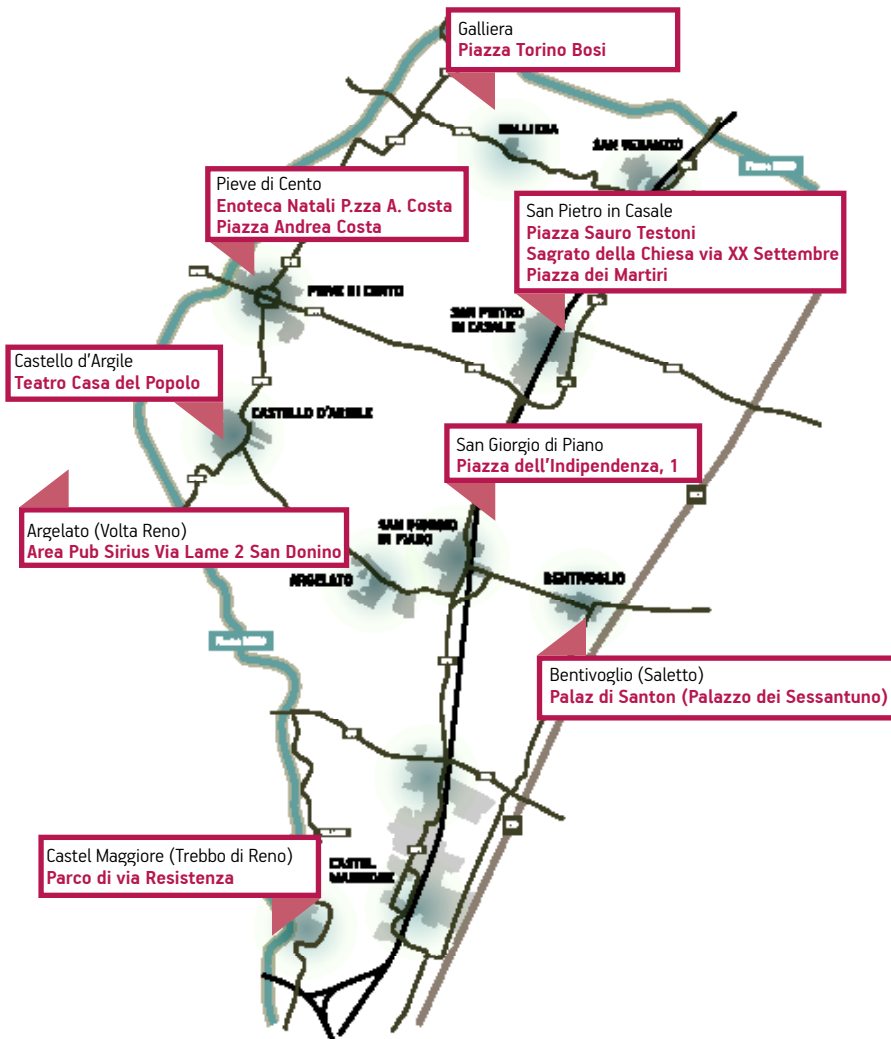 Galliera
Piazza Torino Bosi
GALLIERA
SAN VENANZIO
Pieve di Cento
Enoteca Natali P.zza A. Costa
Piazza Andrea Costa
San Pietro in Casale
Piazza Sauro Testoni
Sagrato della Chiesa via XX Settembre
Piazza dei Martiri
PIEVE DI CENTO
SAN PIETRO
IN CASALE
Castello d'Argile
Teatro Casa del Popolo
CASTELLO D'ARGILE
San Giorgio di Piano
Piazza dell'Indipendenza, 1
Argelato (Volta Reno)
Area Pub Sirius Via Lame 2 San Donino
SAN GIORGIO
DI PIANO
ARGELATO
BENTIVOGLIO
Bentivoglio (Saletto)
Palaz di Santon (Palazzo dei Sessantuno)
Castel Maggiore (Trebbo di Reno)
Parco di via Resistenza
CASTEL
MAGGIORE